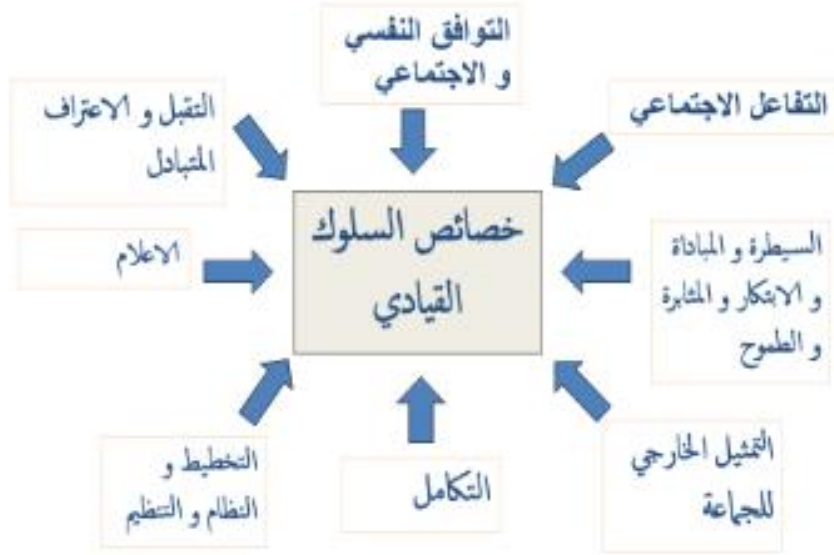 التوافق النفسي
و الاجتماعي
التفاعل الاجتماعي
التقبل و الاعتراف
المتبادل
خصائص السلوك
القيادي
السيطرة و المباداة
و الابتكار و المثابرة
و الطموح
الاعلام
التمثيل الخارجي
للجماعة
التكامل
التخطيط و
النظام و التنظيم